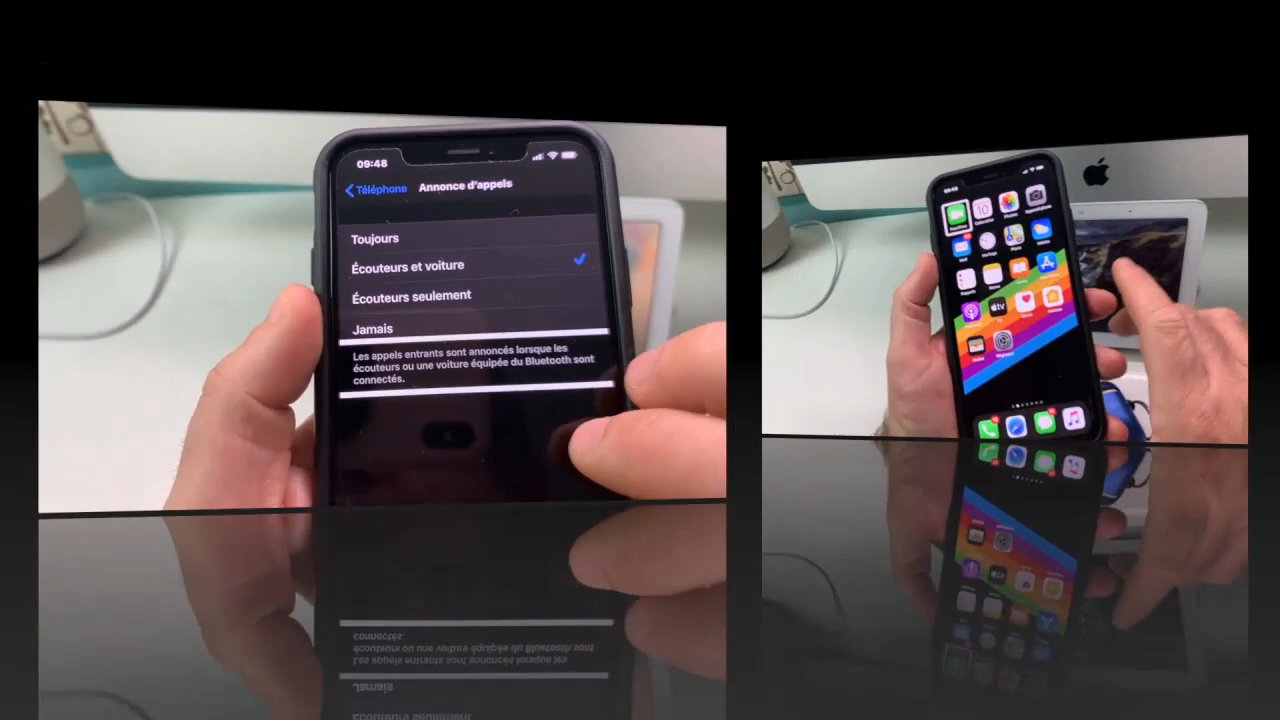 09:48
Téléphone Annonce d'appels
Toujours
Écouteurs et voiture
Écouteurs seulement
Jamais
Les appels entrants sont annoncés lorsque les
écouteurs ou une voiture équipée du Bluetooth sont
connectés.